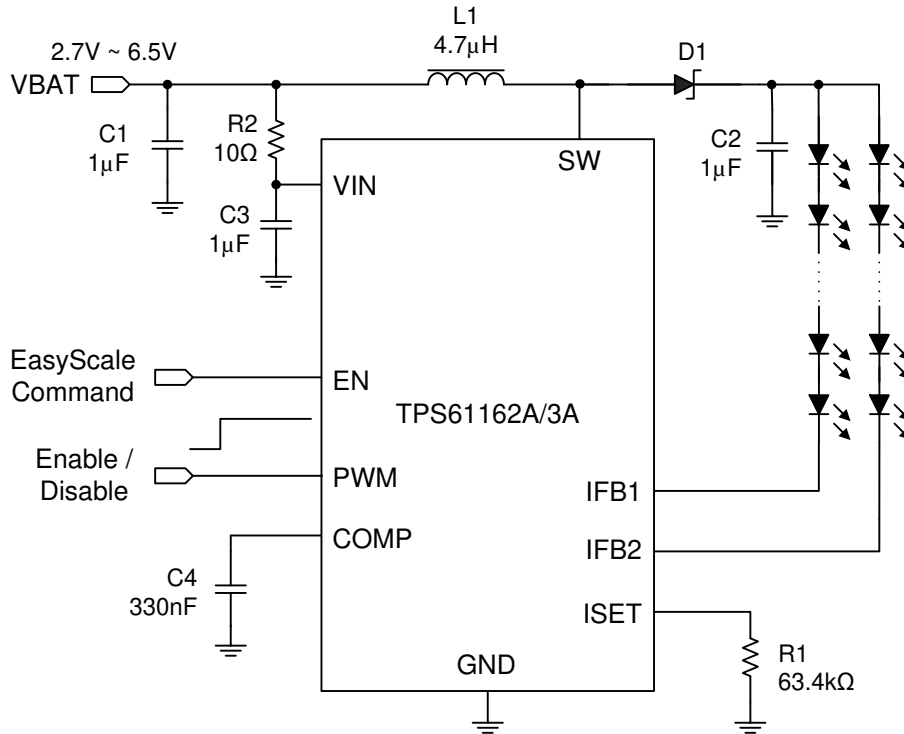 L1
4.7μH
D1
2.7V ~ 6.5V
VBAT
C1
1μF
R2
10Ω
C2
1μF
SW
VIN
C3
1μF
EasyScale
Command
EN
TPS61162A/3A
Enable /
Disable
PWM
IFB1
COMP
IFB2
C4
330nF
ISET
GND
R1
63.4kΩ